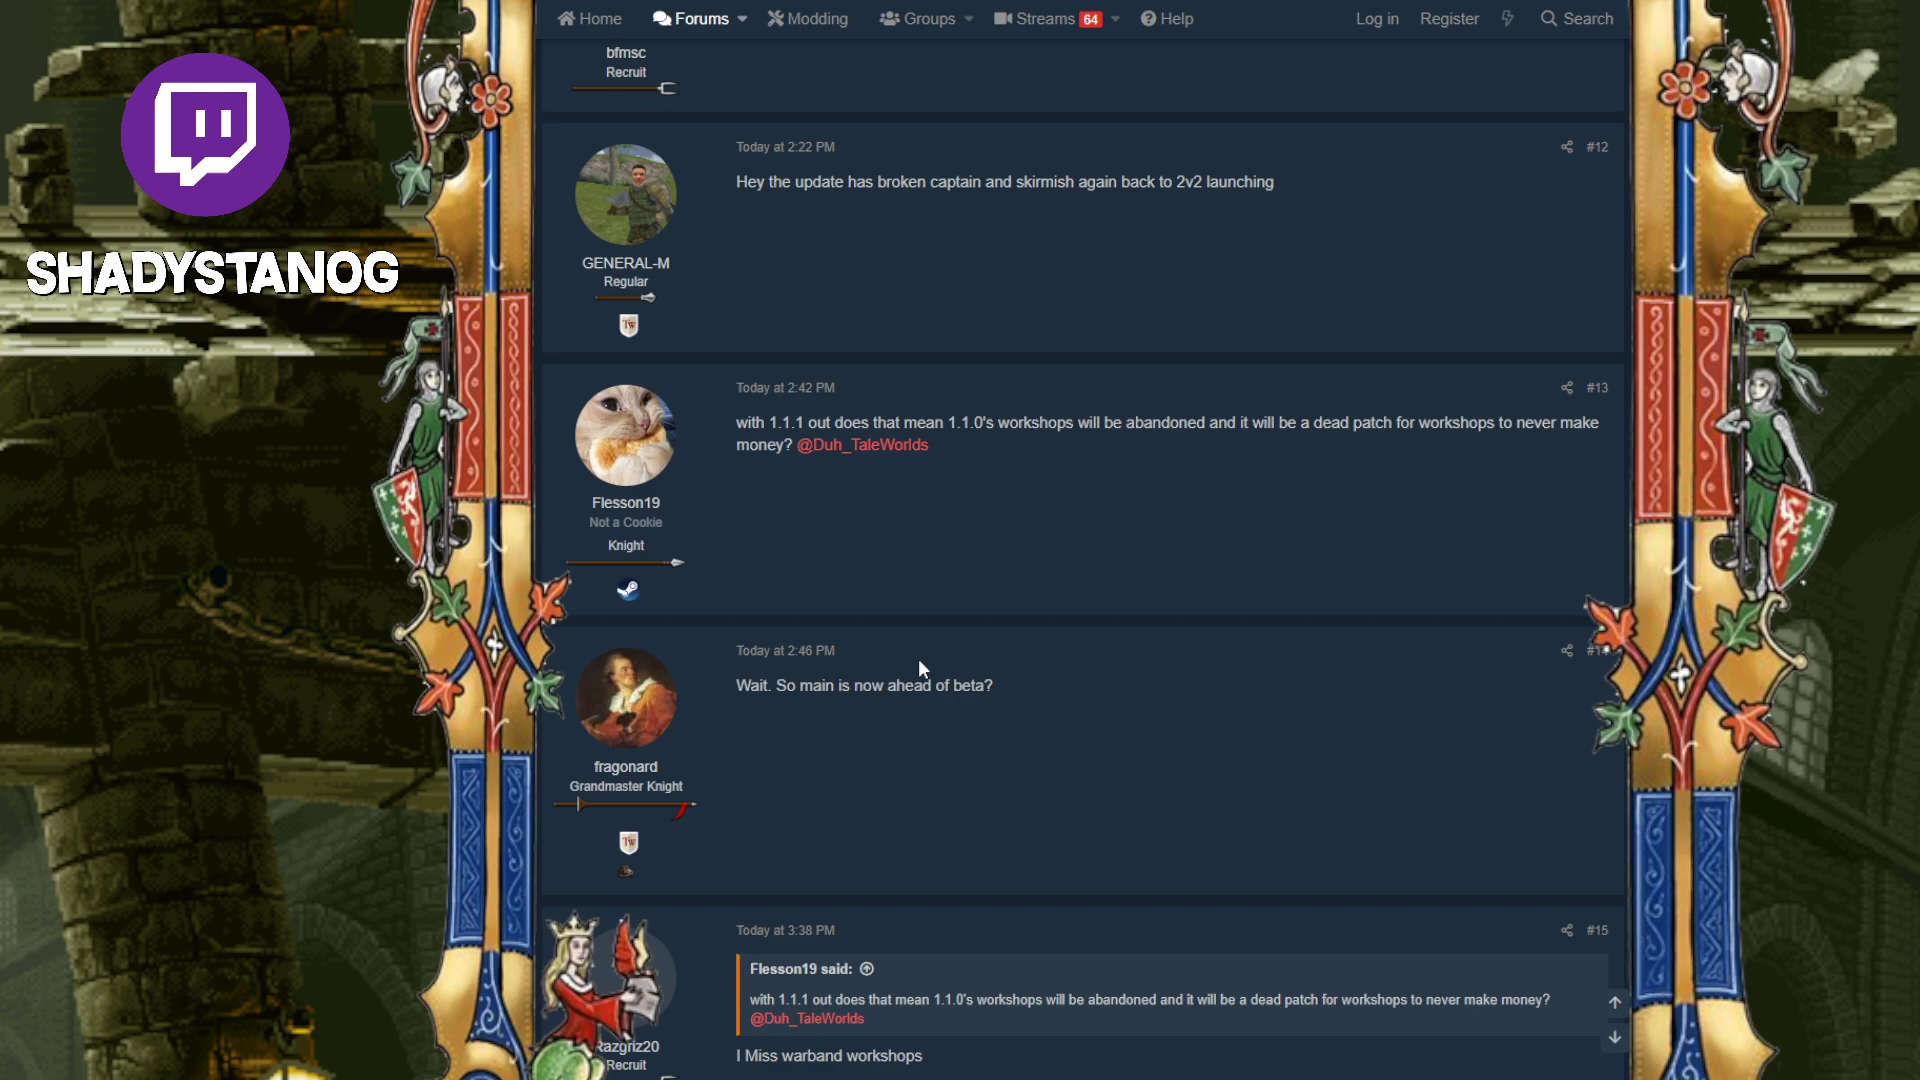 Home
Forums
Modding
Groups
Streams 64
Help
Log in
Register
Search
SHADYSTANOG
bfmsc
Recruit
Today at 2:22 PM
#12
Hey the update has broken captain and skirmish again back to 2v2 launching
GENERAL-M
Regular
TW
Today at 2:42 PM
#13
with 1.1.1 out does that mean 1.1.0's workshops will be abandoned and it will be a dead patch for workshops to never make
money? @Duh_TaleWorlds
Flesson19
Not a Cookie
Knight
Today at 2:46 PM
Wait. So main is now ahead of beta?
fragonard
Grandmaster Knight
TW
Today at 3:38 PM
#15
Flesson19 said:
with 1.1.1 out does that mean 1.1.0's workshops will be abandoned and it will be a dead patch for workshops to never make money?
@Duh_TaleWorlds
I Miss warband workshops
Recruit